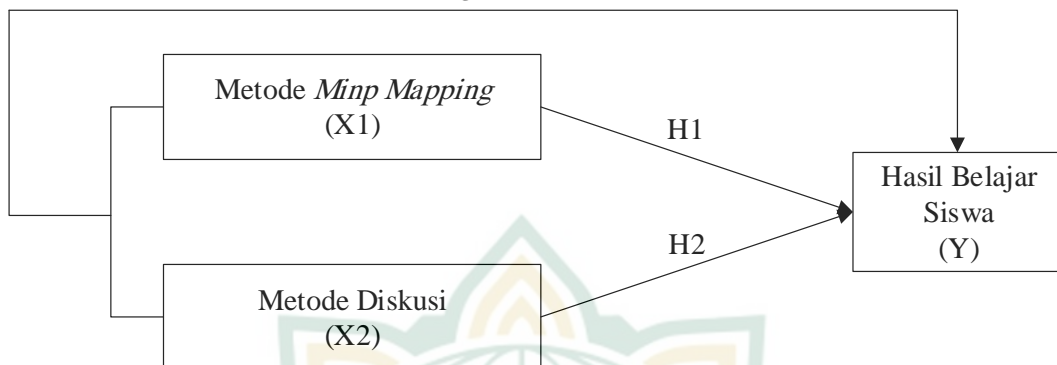 Metode Minp Mapping
(X1)
H1
Hasil Belajar
Siswa
(Y)
H2
Metode Diskusi
(X2)